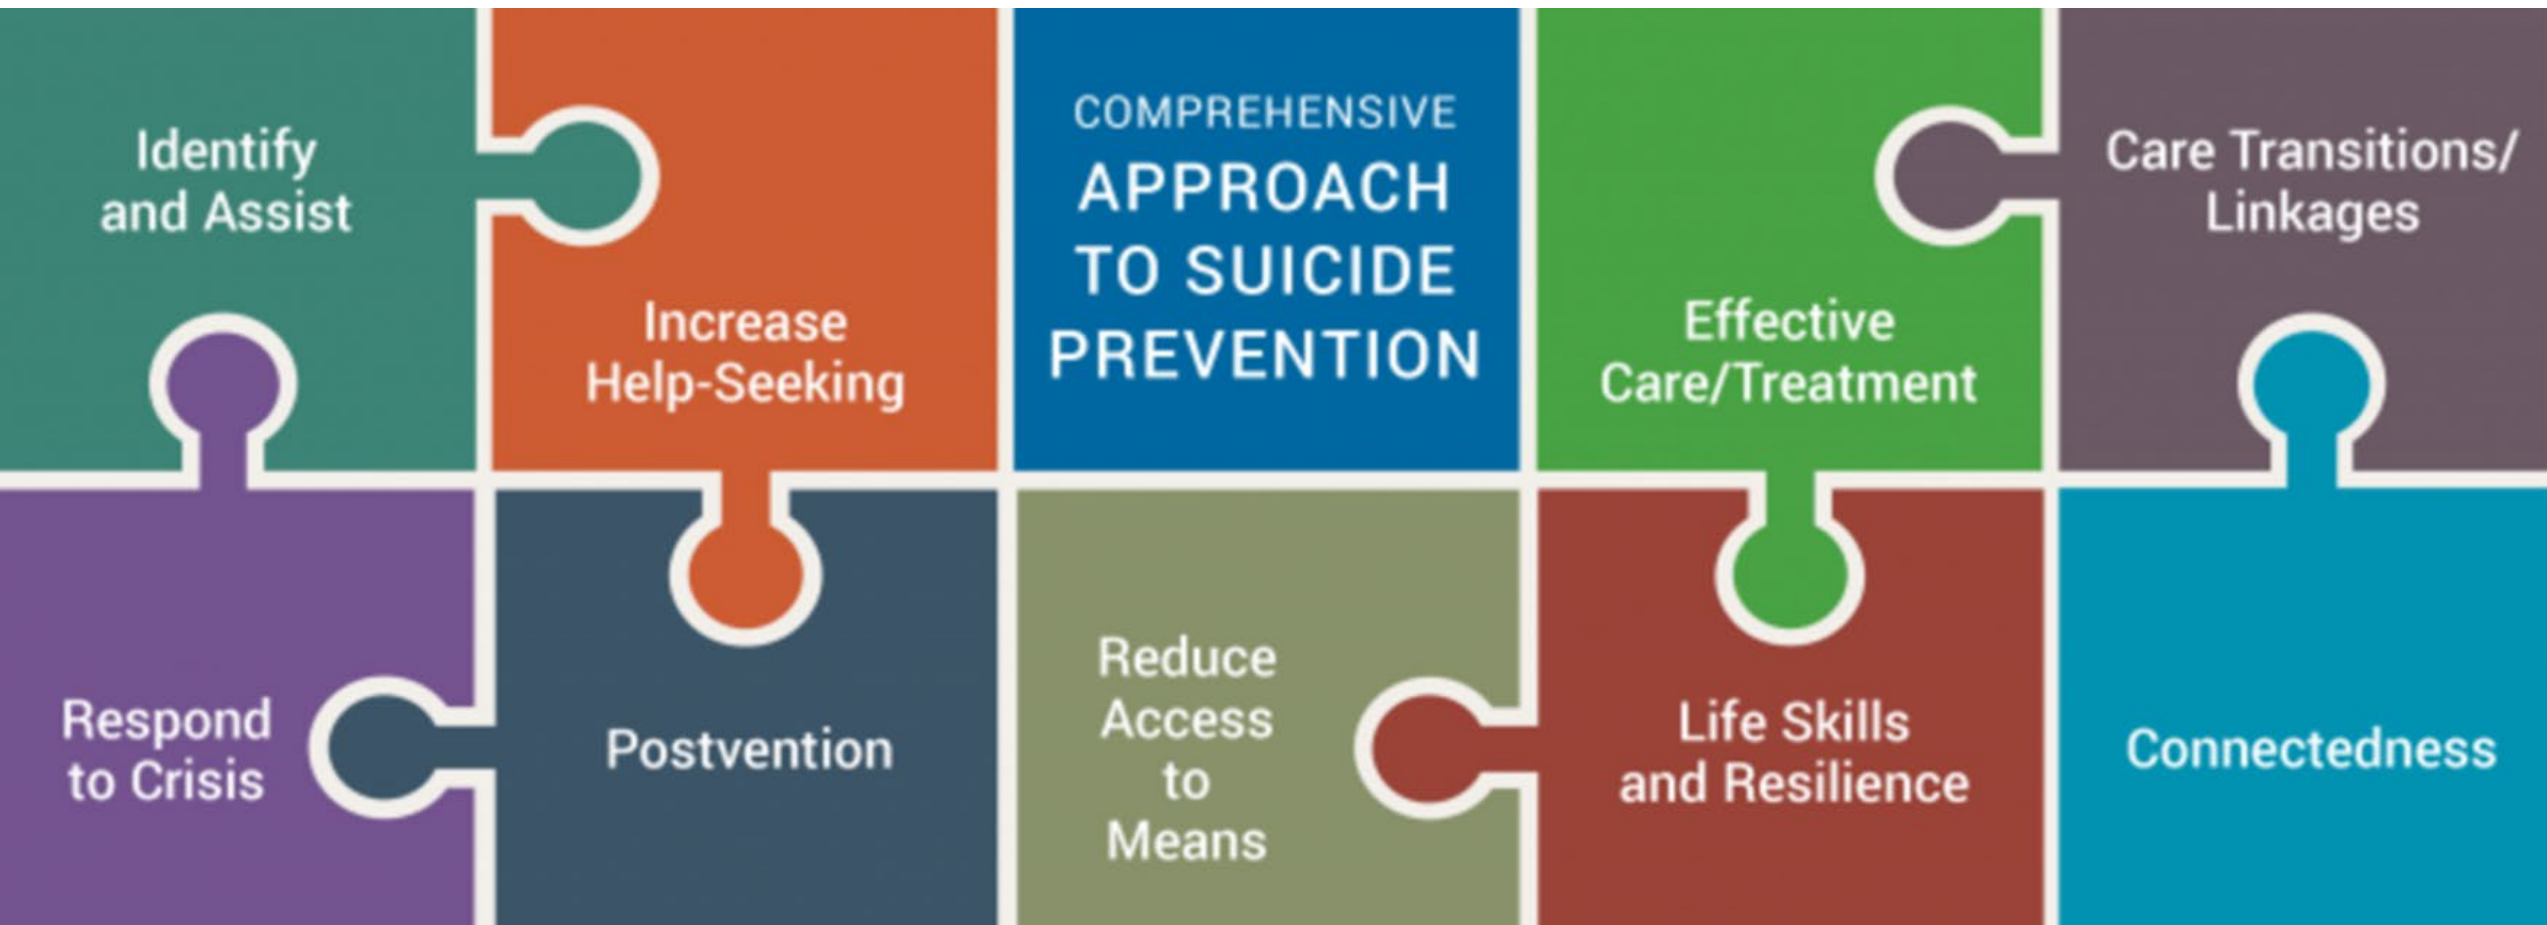 Identify
and Assist
Increase
Help-Seeking
COMPREHENSIVE
APPROACH
TO SUICIDE
PREVENTION
Effective
Care/Treatment
Care Transitions/
Linkages
Respond
to Crisis
Postvention
Reduce
Access
to
Means
Life Skills
and Resilience
Connectedness